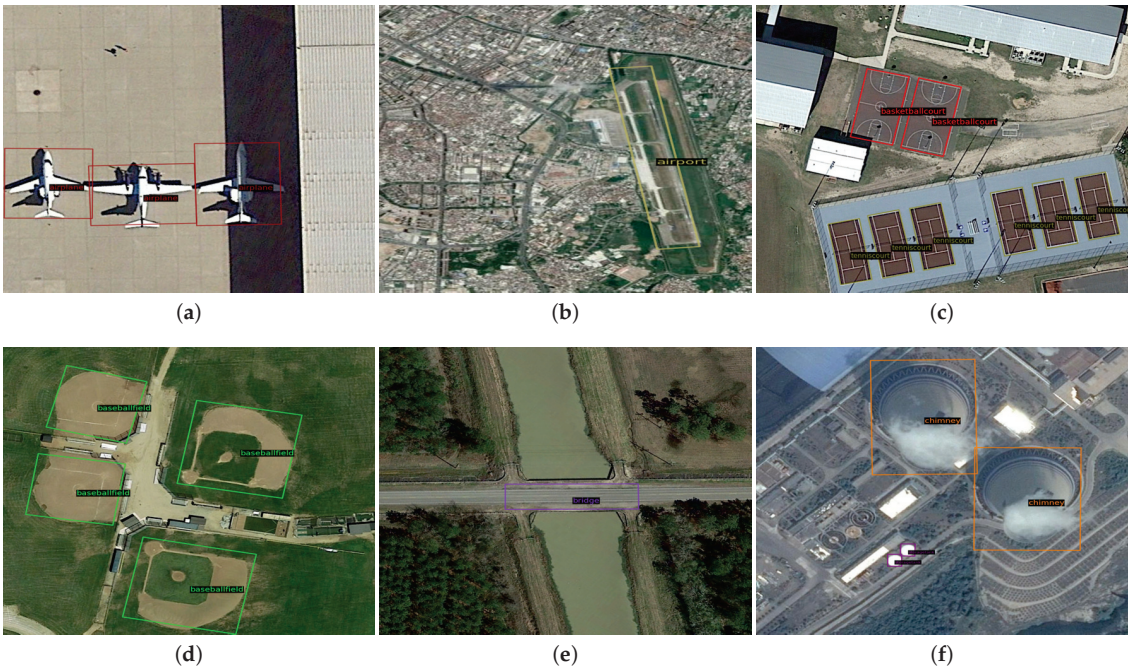 airplane
airplane
airplane
(a)
airport
(b)
basketballcourt
basketballcourt
tenniscourt
tenniscourt
tenniscourt
tenniscourt
tenniscourt
tenniscourt
(c)
baseballfield
baseballfield
baseballfield
baseballfield
(d)
bridge
(e)
chimney
chimney
(f)